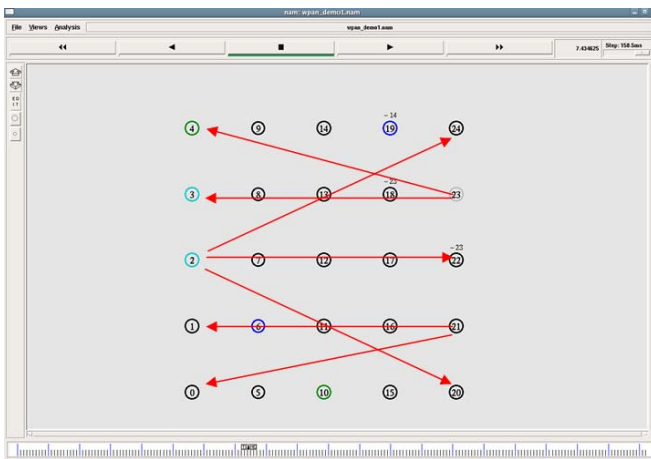 nam: wpan_demo1.nam
File Views Analysis wpan_demo1.nam
7.434625 Step: 158.5ms
~ 14
4 9 14 19 24
~ 23
3 8 13 18 23
~ 23
2 7 12 17 22
1 6 11 16 21
0 5 10 15 20